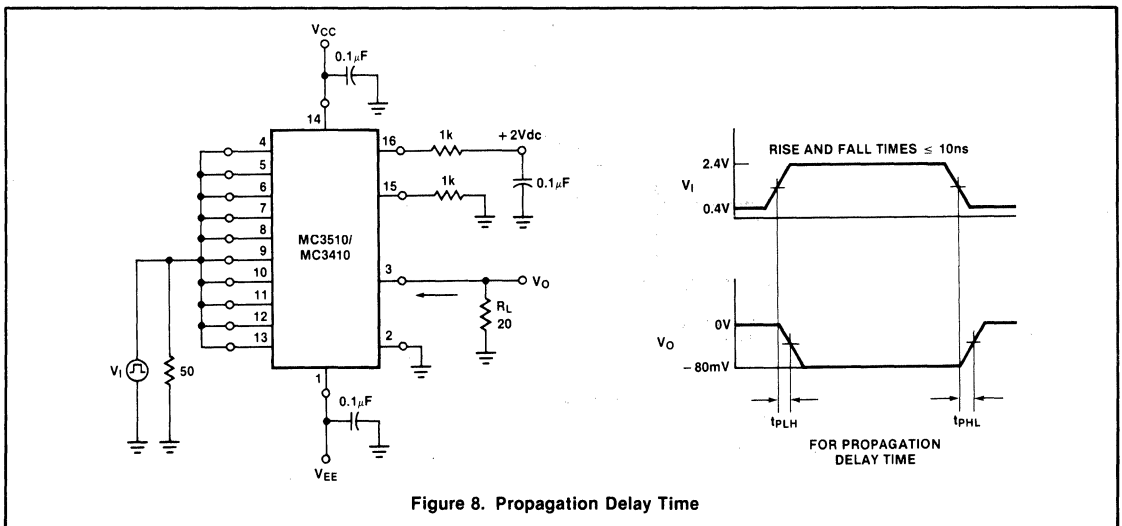 VCC
0.1µF
14
4
5
6
7
8
9
10
11
12
13
16
1k
+2Vdc
0.1µF
15
1k
MC3510/
MC3410
3
VO
RL
20
2
VI
50
1
0.1µF
VEE
RISE AND FALL TIMES ≤ 10ns
2.4V
VI
0.4V
0V
VO
-80mV
tPLH
tPHL
FOR PROPAGATION
DELAY TIME
Figure 8. Propagation Delay Time